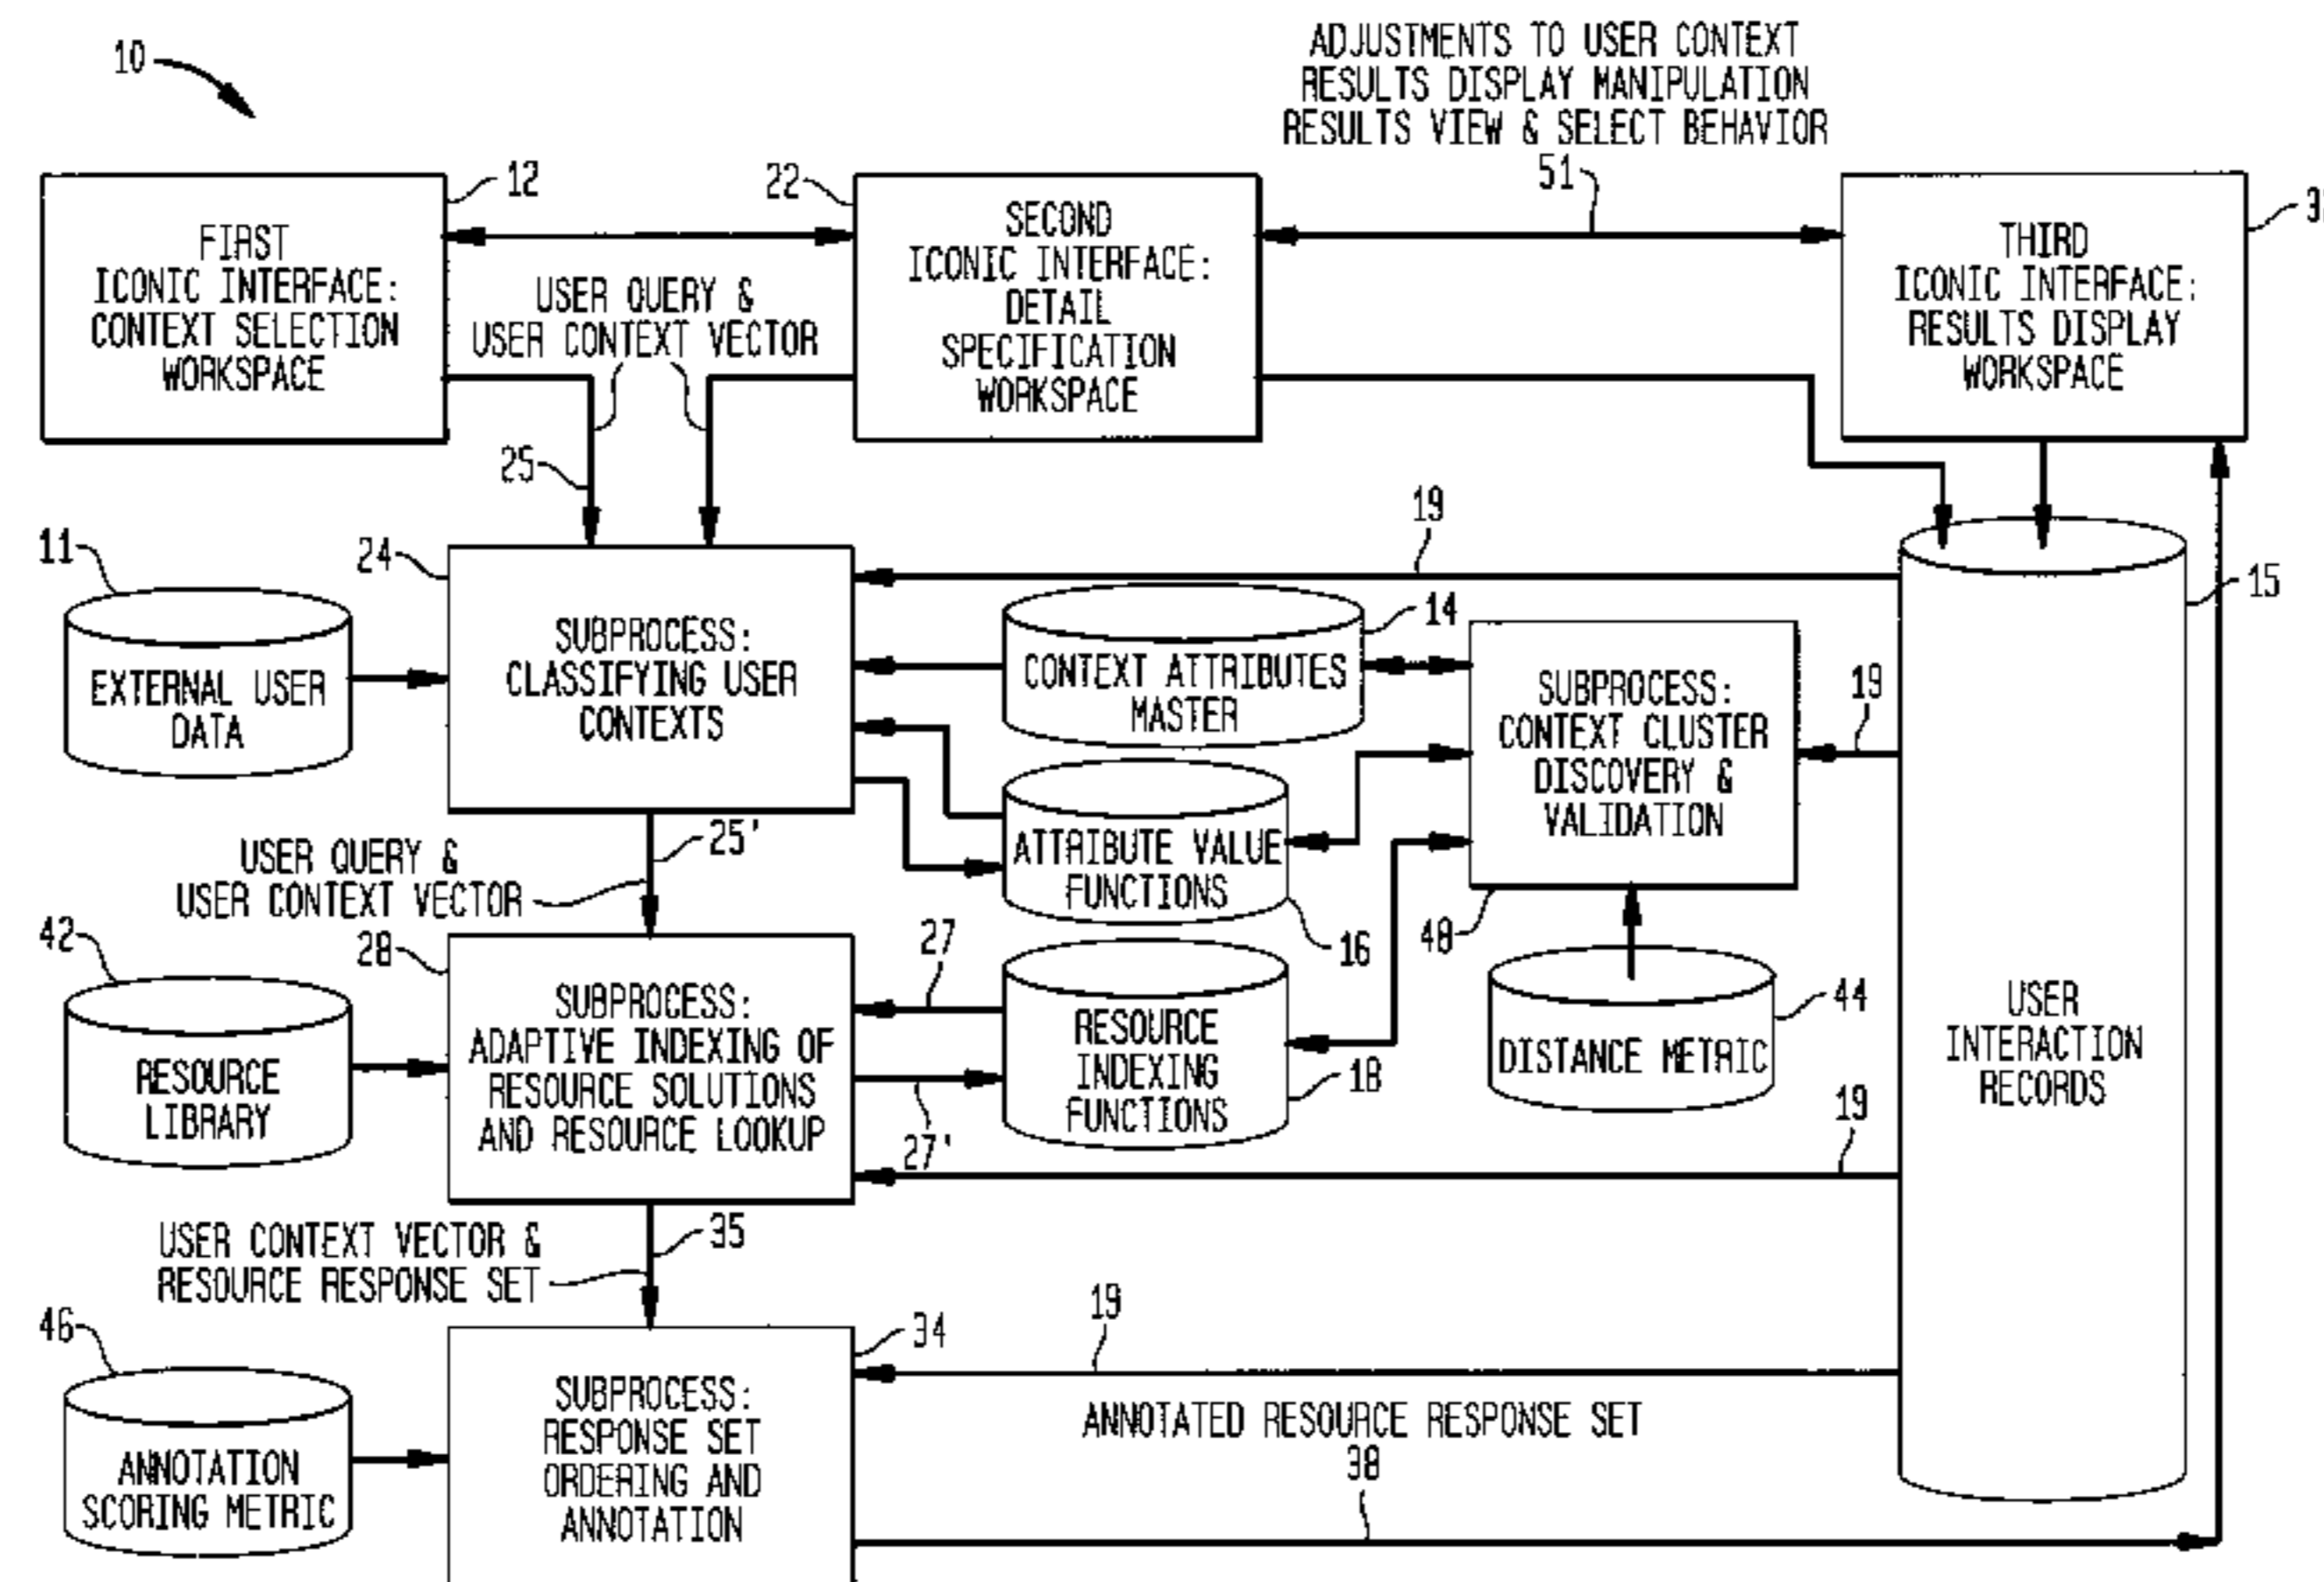 10
ADJUSTMENTS TO USER CONTEXT
RESULTS DISPLAY MANIPULATION
RESULTS VIEW & SELECT BEHAVIOR
51
12
FIRST
ICONIC INTERFACE:
CONTEXT SELECTION
WORKSPACE
22
SECOND
ICONIC INTERFACE:
DETAIL
SPECIFICATION
WORKSPACE
3
THIRD
ICONIC INTERFACE:
RESULTS DISPLAY
WORKSPACE
USER QUERY &
USER CONTEXT VECTOR
25
11
EXTERNAL USER
DATA
24
SUBPROCESS:
CLASSIFYING USER
CONTEXTS
19
14
CONTEXT ATTRIBUTES
MASTER
15
SUBPROCESS:
CONTEXT CLUSTER
DISCOVERY &
VALIDATION
19
ATTRIBUTE VALUE
FUNCTIONS
16
48
USER QUERY &
USER CONTEXT VECTOR
25'
42
RESOURCE
LIBRARY
28
SUBPROCESS:
ADAPTIVE INDEXING OF
RESOURCE SOLUTIONS
AND RESOURCE LOOKUP
27
27'
RESOURCE
INDEXING
FUNCTIONS
18
44
DISTANCE METRIC
USER
INTERACTION
RECORDS
19
USER CONTEXT VECTOR &
RESOURCE RESPONSE SET
35
46
ANNOTATION
SCORING METRIC
34
SUBPROCESS:
RESPONSE SET
ORDERING AND
ANNOTATION
19
ANNOTATED RESOURCE RESPONSE SET
38